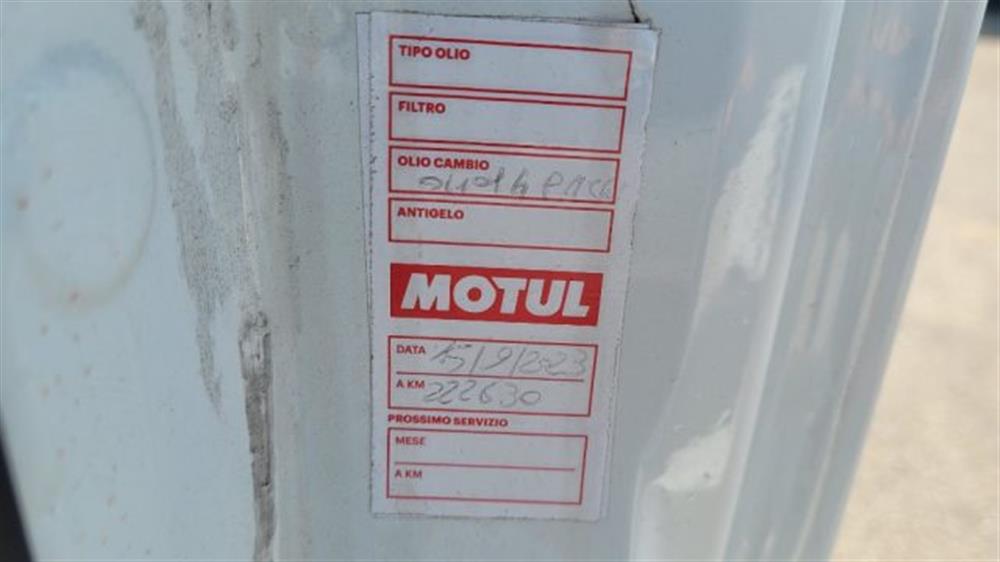 TIPO OLIO
FILTRO
OLIO CAMBIO
ANTIGELO
MOTUL
DATA 15/9/2023
A KM 222630
PROSSIMO SERVIZIO
MESE
A KM